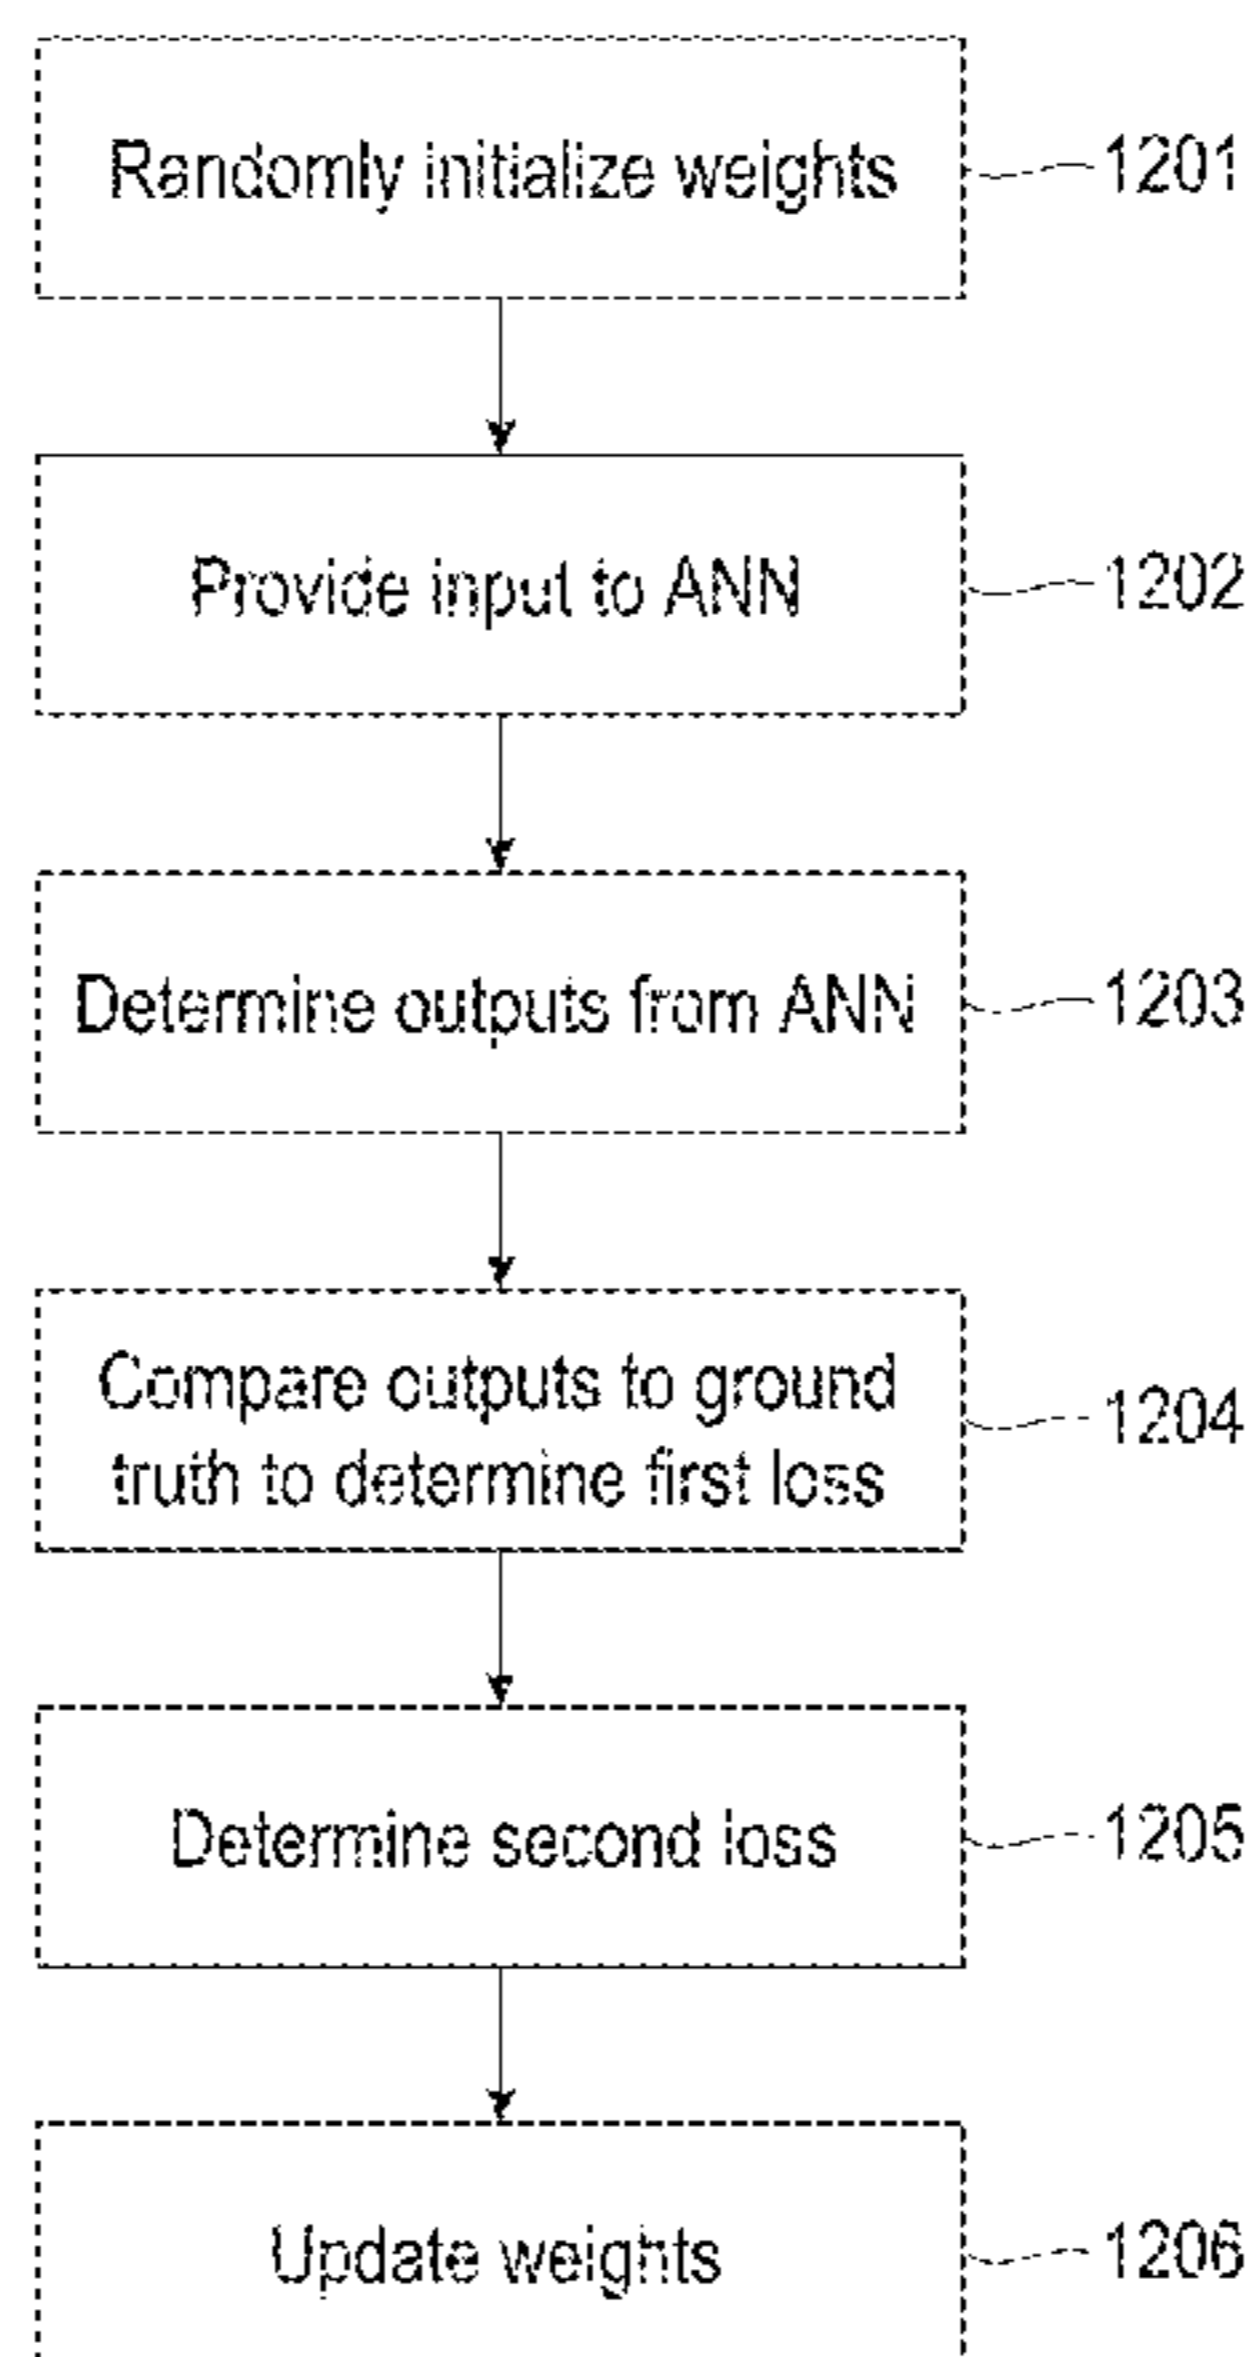 Randomly initialize weights
1201
Provide input to ANN
1202
Determine outputs from ANN
1203
Compare outputs to ground
truth to determine first loss
1204
Determine second loss
1205
Update weights
1206